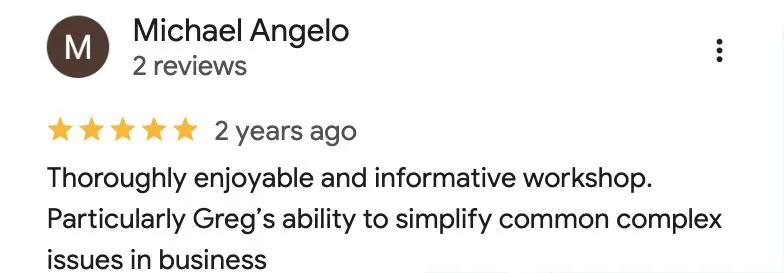 M
Michael Angelo
2 reviews
2 years ago
Thoroughly enjoyable and informative workshop.
Particularly Greg’s ability to simplify common complex
issues in business